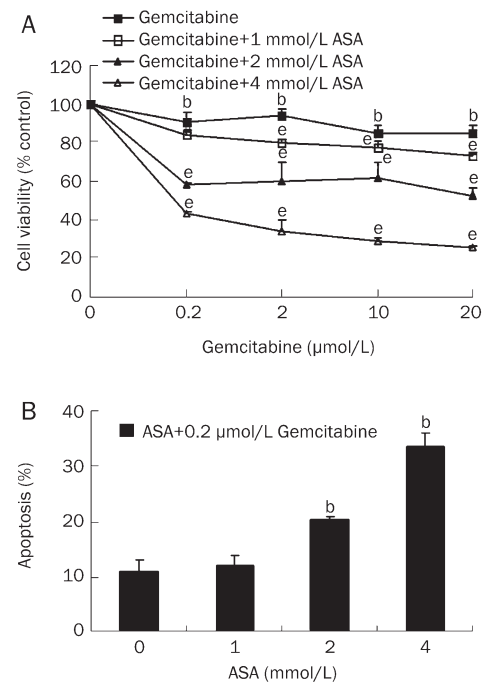 A
Gemcitabine
Gemcitabine+1 mmol/L ASA
Gemcitabine+2 mmol/L ASA
Gemcitabine+4 mmol/L ASA
Cell viability (% control)
120
100
80
60
40
20
0
b b b b
e e e e
e e e e
e e e e
0 0.2 2 10 20
Gemcitabine (µmol/L)
B
ASA+0.2 µmol/L Gemcitabine
Apoptosis (%)
40
30
20
10
0
b
b
0 1 2 4
ASA (mmol/L)